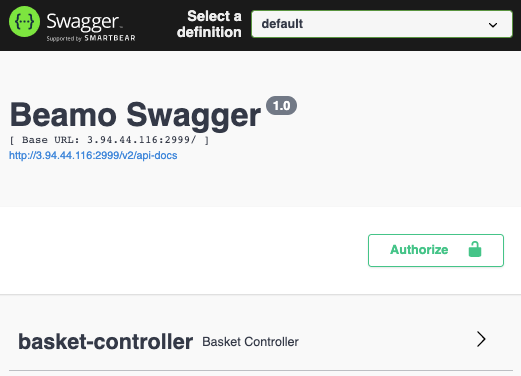 Swagger
Supported by SMARTBEAR
Select a
definition
default
Beamo Swagger 1.0
[ Base URL: 3.94.44.116:2999/ ]
http://3.94.44.116:2999/v2/api-docs
Authorize
basket-controller Basket Controller